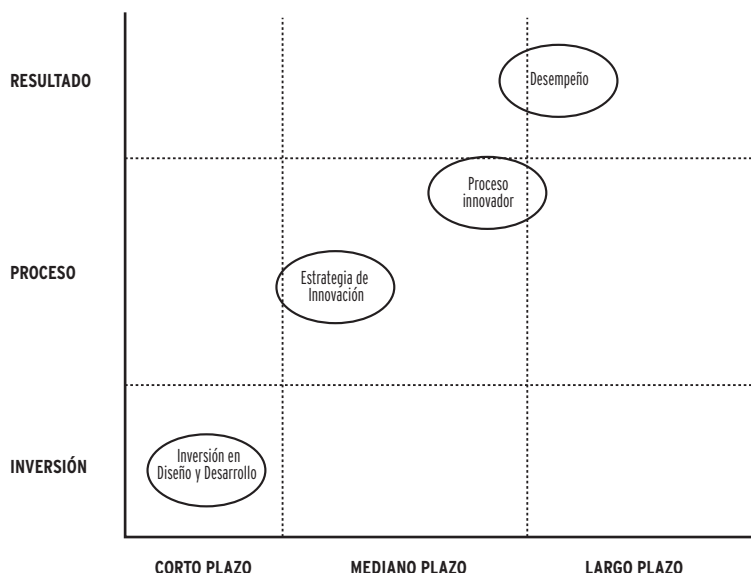 RESULTADO
Desempeño
Proceso
innovador
PROCESO
Estrategia de
Innovación
INVERSIÓN
Inversión en
Diseño y Desarrollo
CORTO PLAZO
MEDIANO PLAZO
LARGO PLAZO